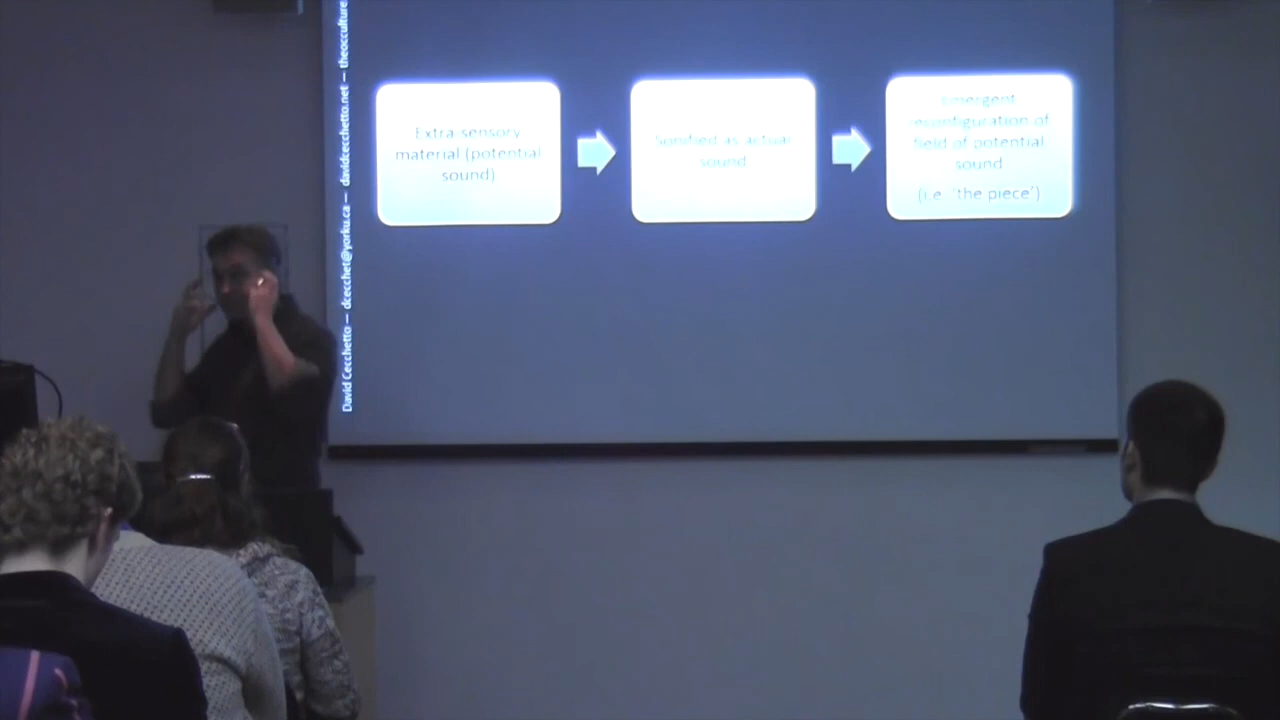 David Cecchetto — dcecchet@yorku.ca — davidcecchetto.net — theocculture
Extra-sensory
material (potential
sound)
Sonified as actual
sound
Emergent
reconfiguration of
field of potential
sound
(i.e. 'the piece')